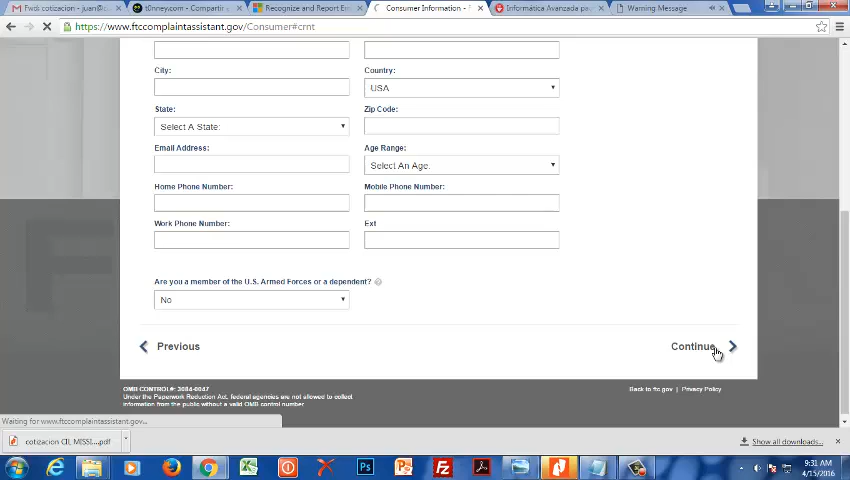 Fwd: cotizacion - juan@c
t0nney.com - Compartir
Recognize and Report Em
Consumer Information - F
Informática Avanzada pa
Warning Message
https://www.ftccomplaintassistant.gov/Consumer#crnt
City:
Country:
USA
State:
Zip Code:
Select A State:
Email Address:
Age Range:
Select An Age.
Home Phone Number:
Mobile Phone Number:
Work Phone Number:
Ext
Are you a member of the U.S. Armed Forces or a dependent?
No
Previous
Continue
OMB CONTROL#: 3084-0047
Under the Paperwork Reduction Act, federal agencies are not allowed to collect
information from the public without a valid OMB control number.
Back to ftc.gov | Privacy Policy
Waiting for www.ftccomplaintassistant.gov...
cotizacion CIL MISSI....pdf
Show all downloads...
9:31 AM
4/15/2016